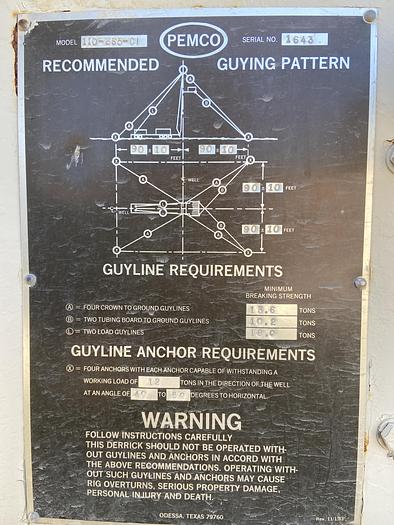 MODEL 110-265-CI PEMCO SERIAL NO. 1643
RECOMMENDED GUYING PATTERN
90 ± 10 FEET 90 ± 10 FEET
WELL
90 ± 10 FEET
WELL
90 ± 10 FEET
GUYLINE REQUIREMENTS
MINIMUM
BREAKING STRENGTH
Ⓐ = FOUR CROWN TO GROUND GUYLINES 13.6 TONS
Ⓑ = TWO TUBING BOARD TO GROUND GUYLINES 10.2 TONS
Ⓛ = TWO LOAD GUYLINES TONS
GUYLINE ANCHOR REQUIREMENTS
Ⓧ = FOUR ANCHORS WITH EACH ANCHOR CAPABLE OF WITHSTANDING A
WORKING LOAD OF 12 TONS IN THE DIRECTION OF THE WELL
AT AN ANGLE OF 40 TO 50 DEGREES TO HORIZONTAL.
WARNING
FOLLOW INSTRUCTIONS CAREFULLY
THIS DERRICK SHOULD NOT BE OPERATED WITH-
OUT GUYLINES AND ANCHORS IN ACCORD WITH
THE ABOVE RECOMMENDATIONS. OPERATING WITH-
OUT SUCH GUYLINES AND ANCHORS MAY CAUSE
RIG OVERTURNS, SERIOUS PROPERTY DAMAGE,
PERSONAL INJURY AND DEATH.
ODESSA, TEXAS 79760
Rev.